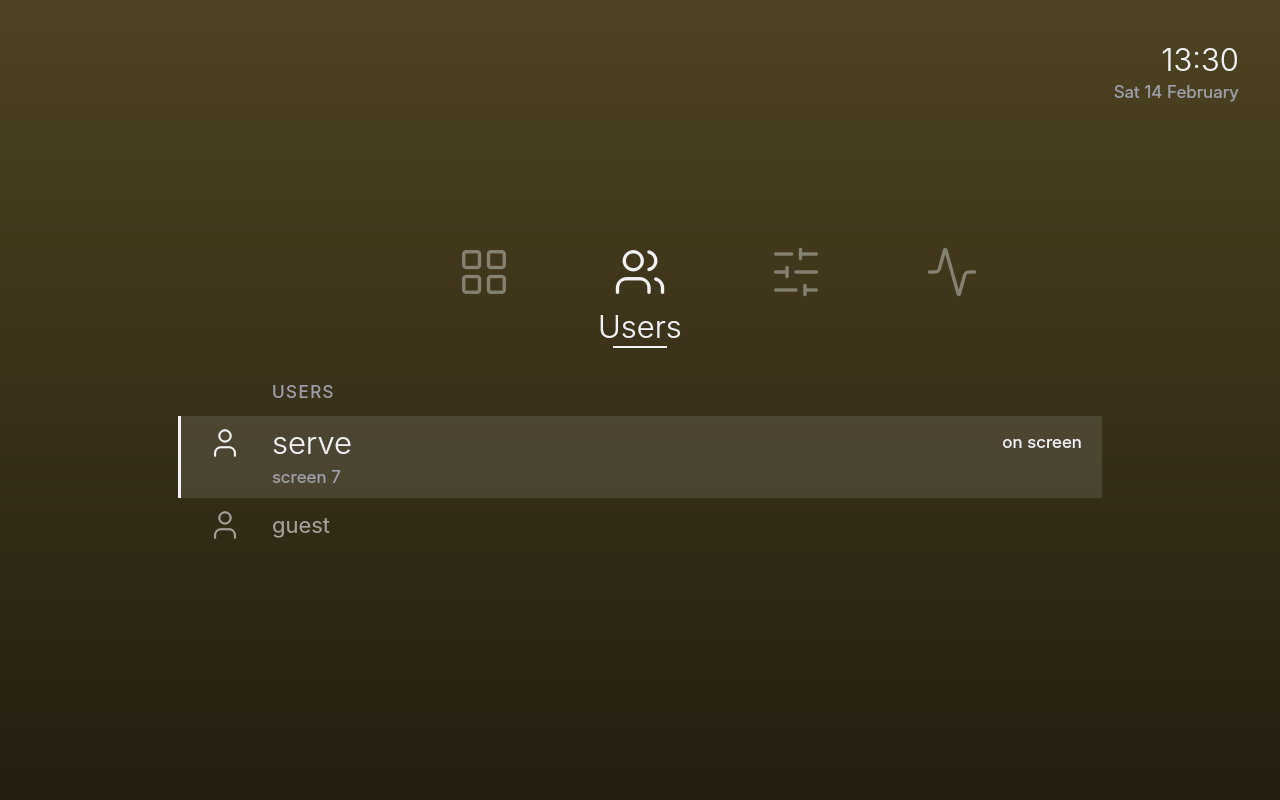 13:30
Sat 14 February
Users
USERS
serve
on screen
screen 7
guest